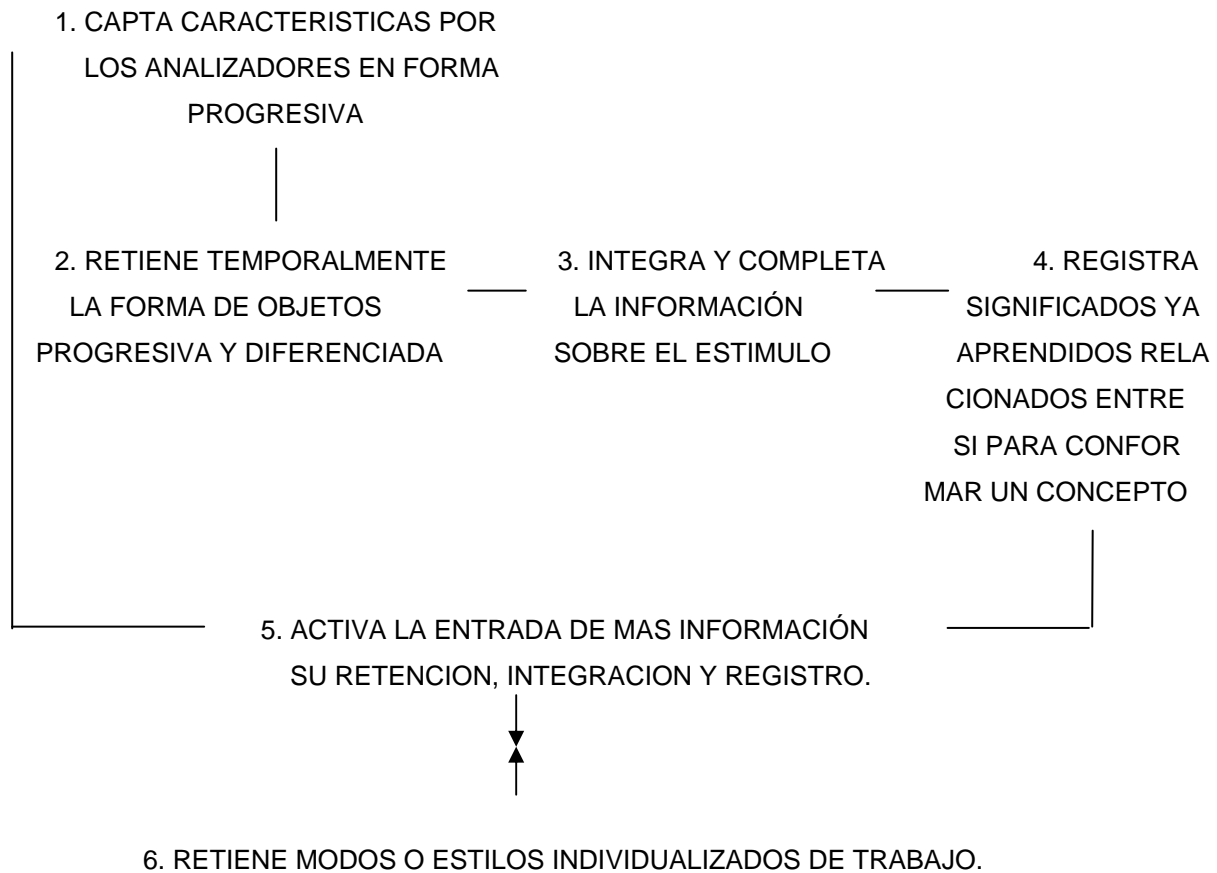 1. CAPTA CARACTERISTICAS POR
LOS ANALIZADORES EN FORMA
PROGRESIVA
2. RETIENE TEMPORALMENTE
LA FORMA DE OBJETOS
PROGRESIVA Y DIFERENCIADA
3. INTEGRA Y COMPLETA
LA INFORMACIÓN
SOBRE EL ESTIMULO
4. REGISTRA
SIGNIFICADOS YA
APRENDIDOS RELA
CIONADOS ENTRE
SI PARA CONFOR
MAR UN CONCEPTO
5. ACTIVA LA ENTRADA DE MAS INFORMACIÓN
SU RETENCION, INTEGRACION Y REGISTRO.
6. RETIENE MODOS O ESTILOS INDIVIDUALIZADOS DE TRABAJO.